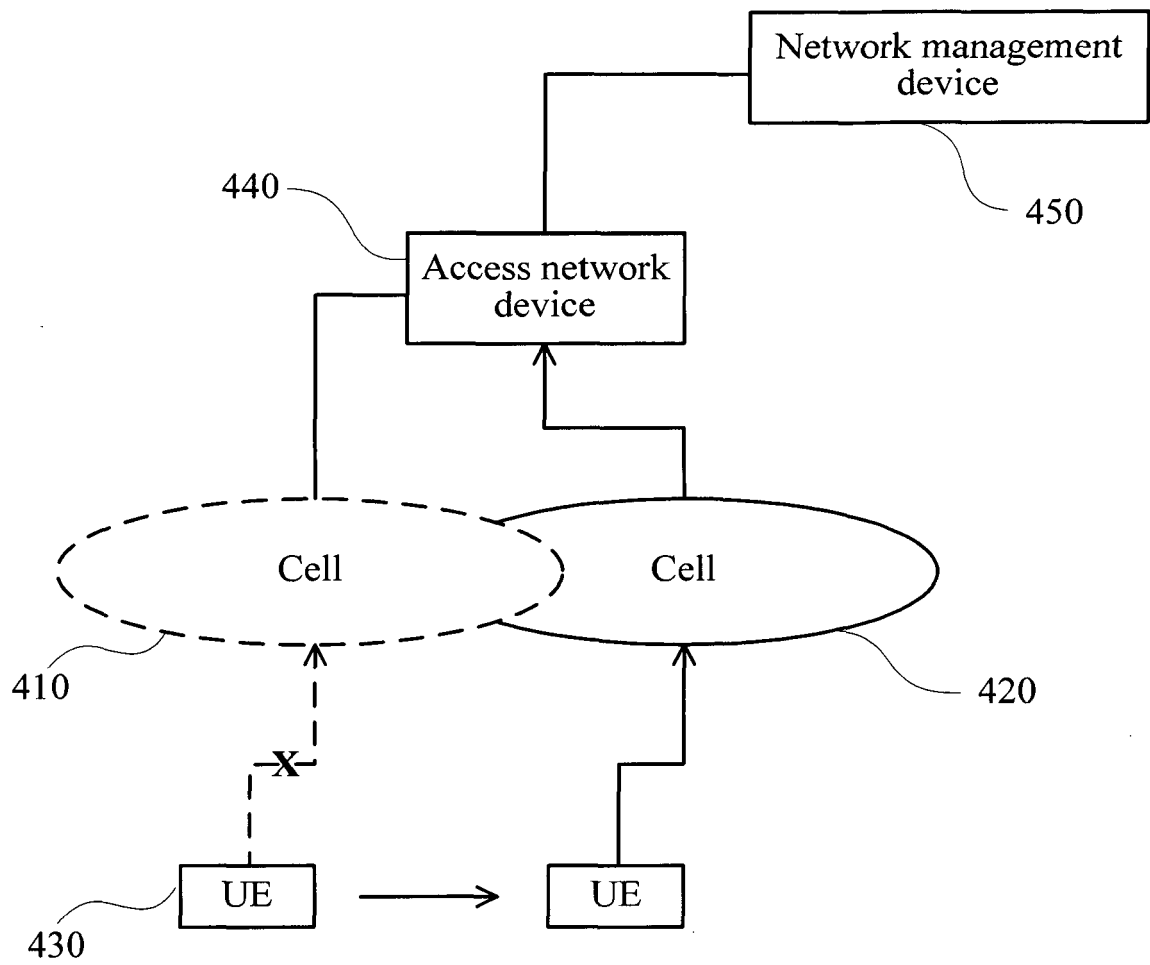 Network management
device
450
440
Access network
device
Cell
Cell
410
420
X
UE
UE
430